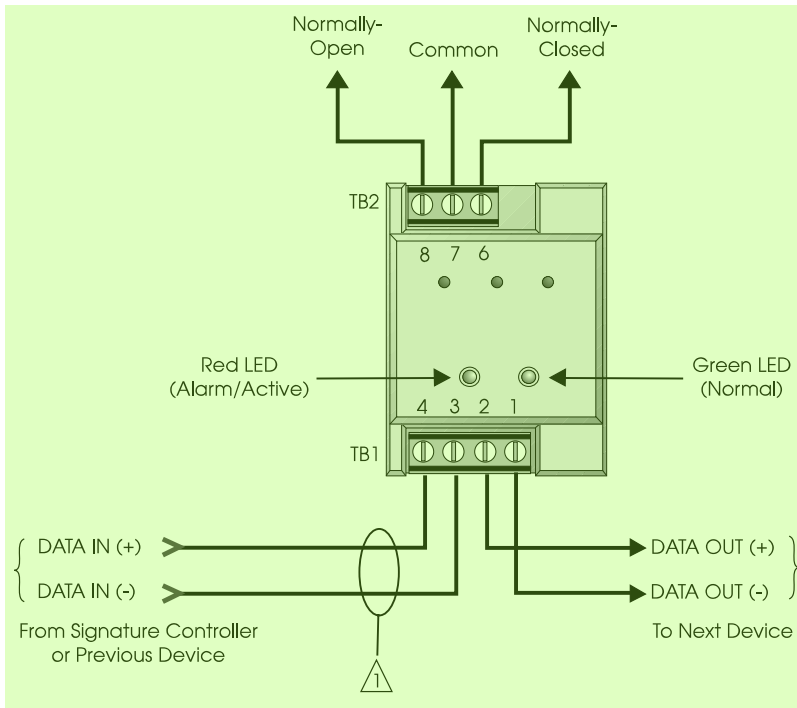 Normally-
Open
Common
Normally-
Closed
TB2
8 7 6
Red LED
(Alarm/Active)
Green LED
(Normal)
4 3 2 1
TB1
DATA IN (+)
DATA OUT (+)
DATA IN (-)
DATA OUT (-)
From Signature Controller
or Previous Device
To Next Device
1